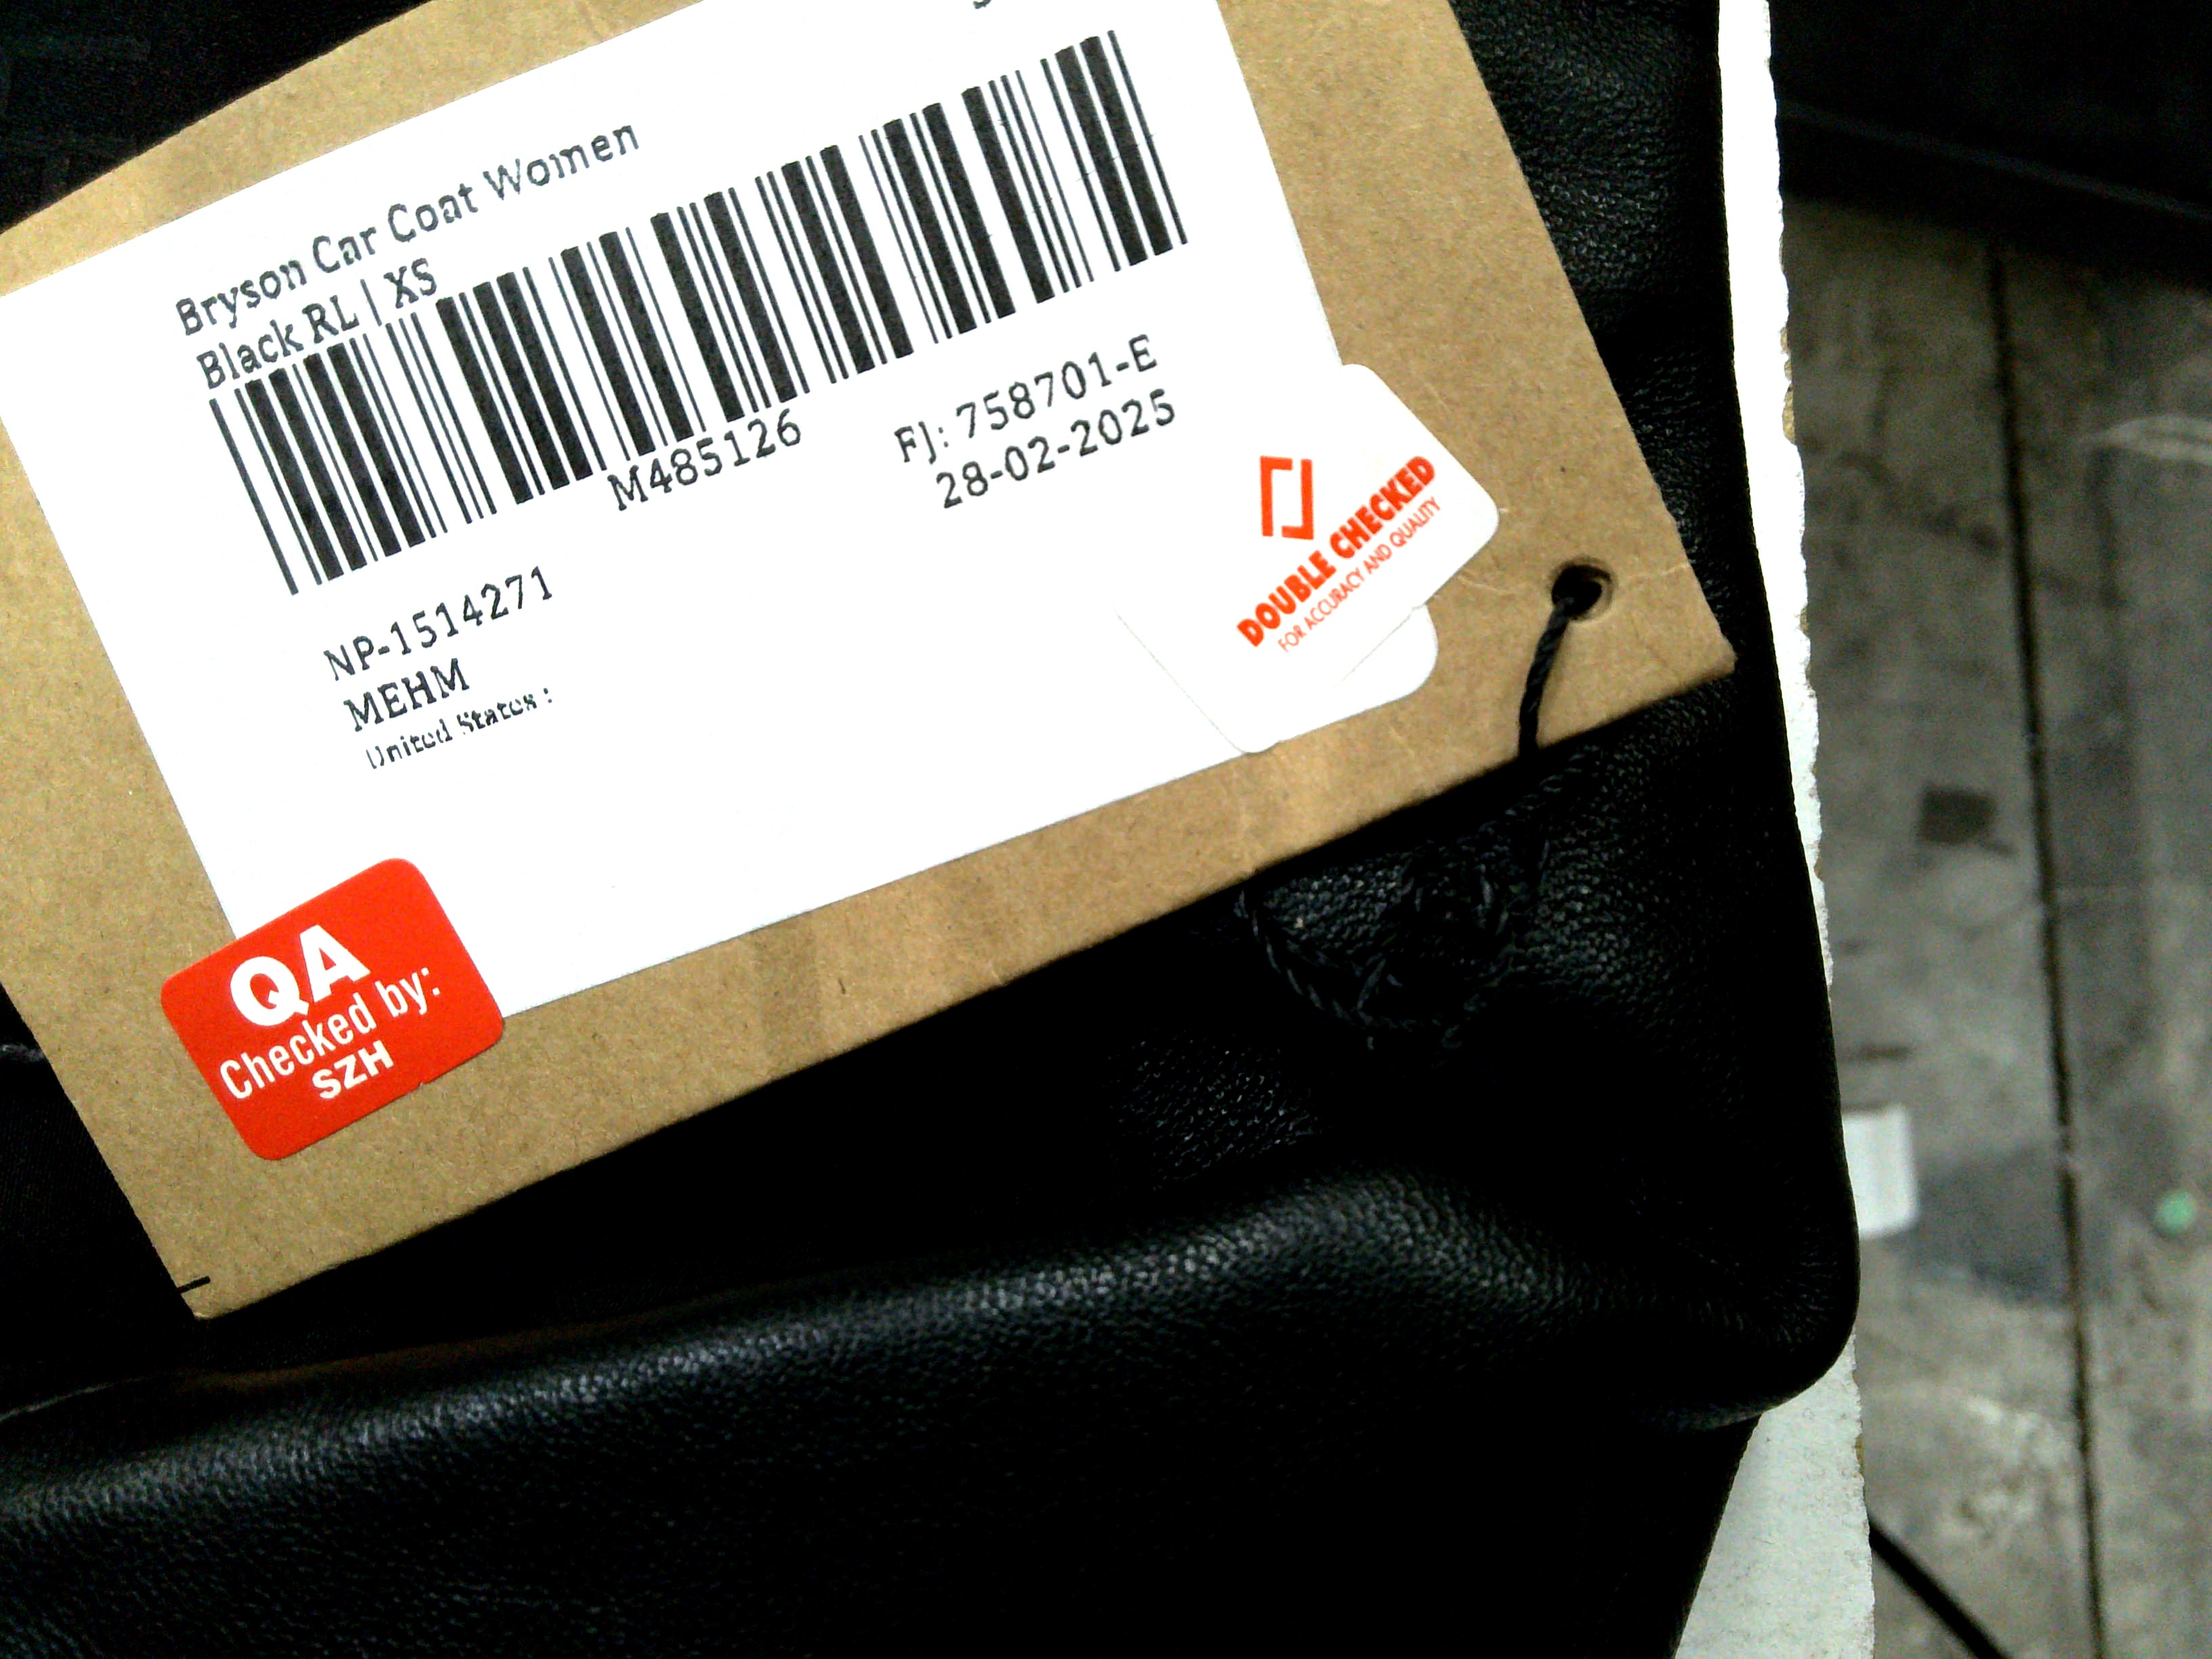 Bryson Car Coat Women
Black RL | XS
M485126
FJ: 758701-E
28-02-2025
NP-1514271
MEHM
United States :
DOUBLE CHECKED
FOR ACCURACY AND QUALITY
QA
Checked by:
SZH